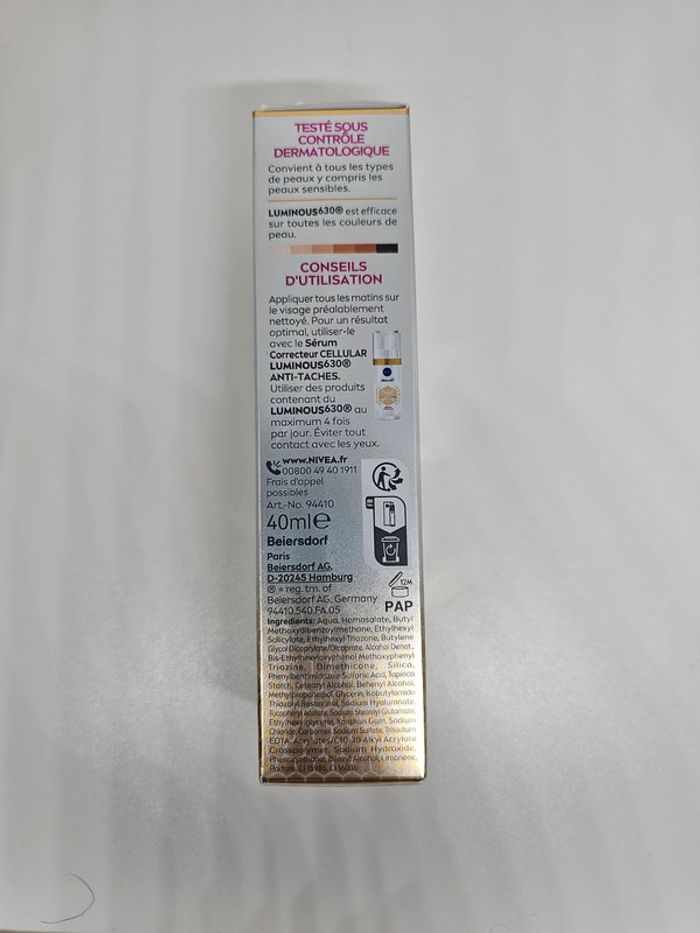 TESTÉ SOUS
CONTRÔLE
DERMATOLOGIQUE
Convient à tous les types
de peaux y compris les
peaux sensibles.
LUMINOUS630® est efficace
sur toutes les couleurs de
peau.
CONSEILS
D'UTILISATION
Appliquer tous les matins sur
le visage préalablement
nettoyé. Pour un résultat
optimal, utiliser-le
avec le Sérum
Correcteur CELLULAR
LUMINOUS630®
ANTI-TACHES.
Utiliser des produits
contenant du
LUMINOUS630® au
maximum 4 fois
par jour. Éviter tout
contact avec les yeux.
www.NIVEA.fr
00800 49 40 1911
Frais d'appel
possibles
Art.-No. 94410
40ml℮
Beiersdorf
Paris
Beiersdorf AG,
D-20245 Hamburg
® = reg. tm. of
Beiersdorf AG, Germany
94410.540.FA.05
12M
PAP
Ingredients: Aqua, Homosalate, Butyl
Methoxydibenzoylmethane, Ethylhexyl
Salicylate, Ethylhexyl Triazone, Butylene
Glycol Dicaprylate/Dicaprate, Alcohol Denat.,
Bis-Ethylhexyloxyphenol Methoxyphenyl
Triazine, Dimethicone, Silica,
Phenylbenzimidazole Sulfonic Acid, Tapioca
Starch, Cetearyl Alcohol, Behenyl Alcohol,
Methylpropanediol, Glycerin, Isobutylamido
Thiazolyl Resorcinol, Sodium Hyaluronate,
Tocopheryl Acetate, Sodium Stearoyl Glutamate,
Ethylhexylglycerin, Xanthan Gum, Sodium
Chloride, Carbomer, Sodium Sulfate, Trisodium
EDTA, Acrylates/C10-30 Alkyl Acrylate
Crosspolymer, Sodium Hydroxide,
Phenoxyethanol, Benzyl Alcohol, Limonene,
Parfum, CI 15985, CI 16035